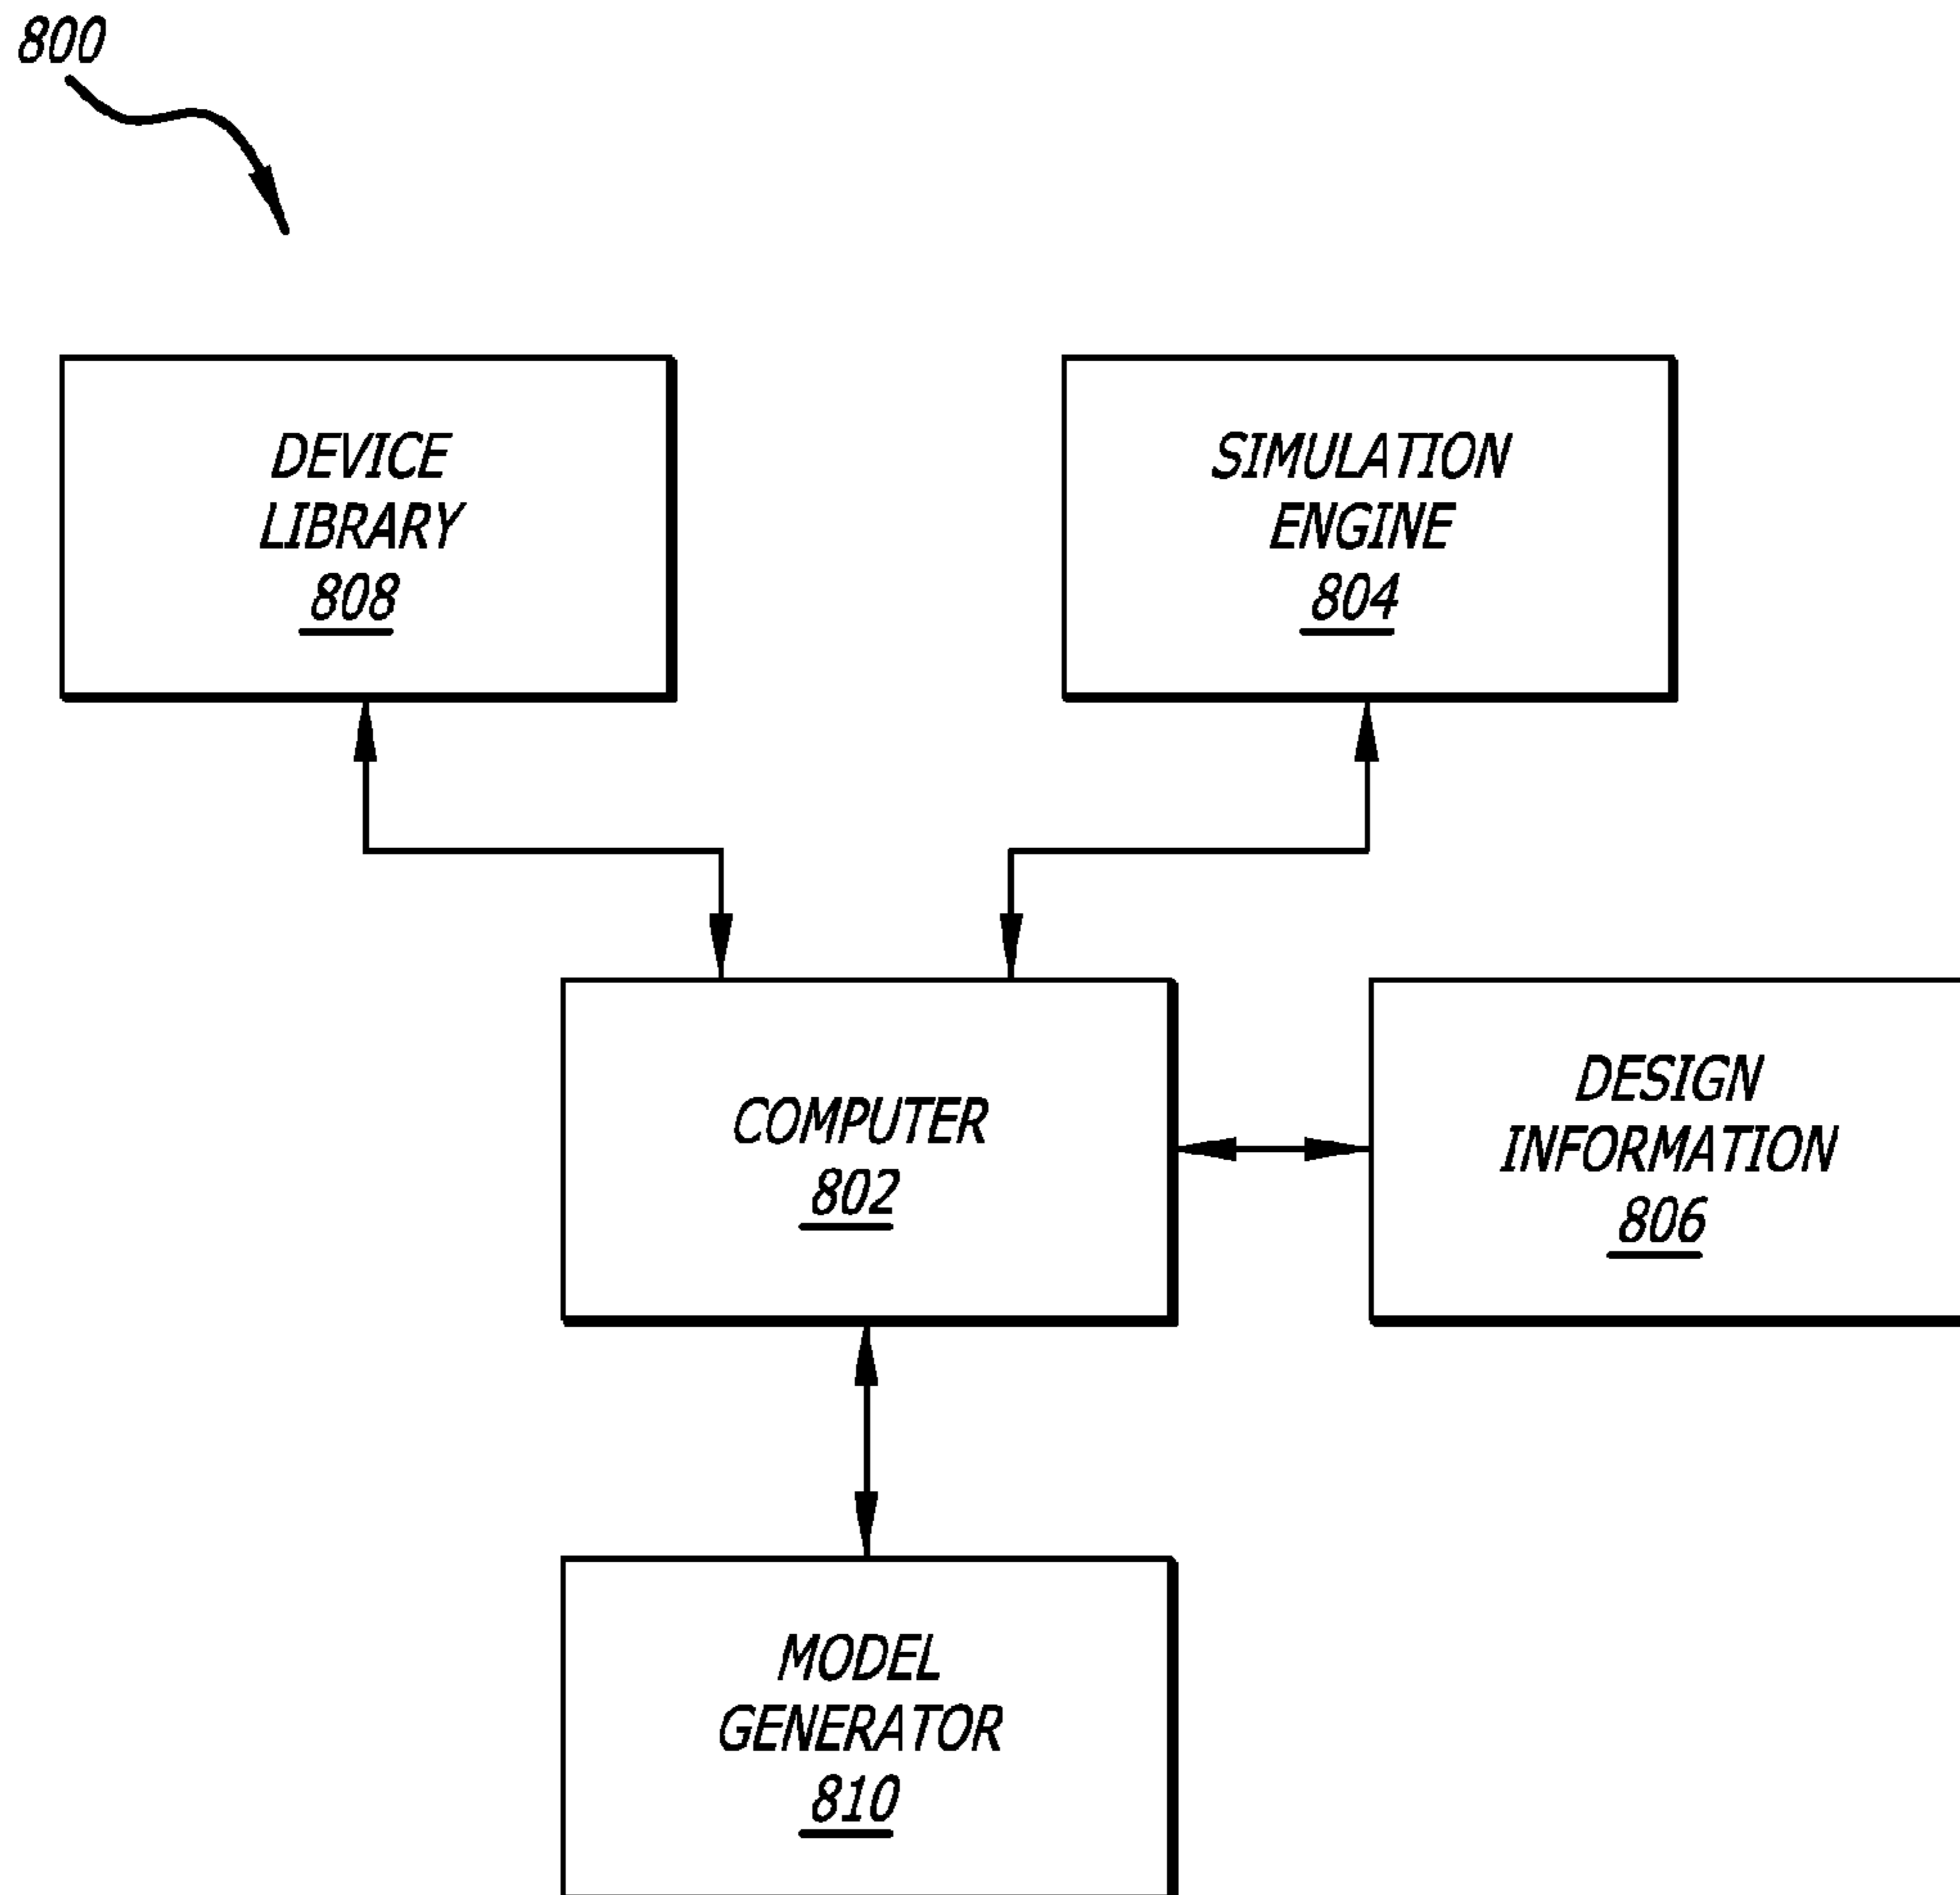 800
DEVICE
LIBRARY
808
SIMULATION
ENGINE
804
COMPUTER
802
DESIGN
INFORMATION
806
MODEL
GENERATOR
810